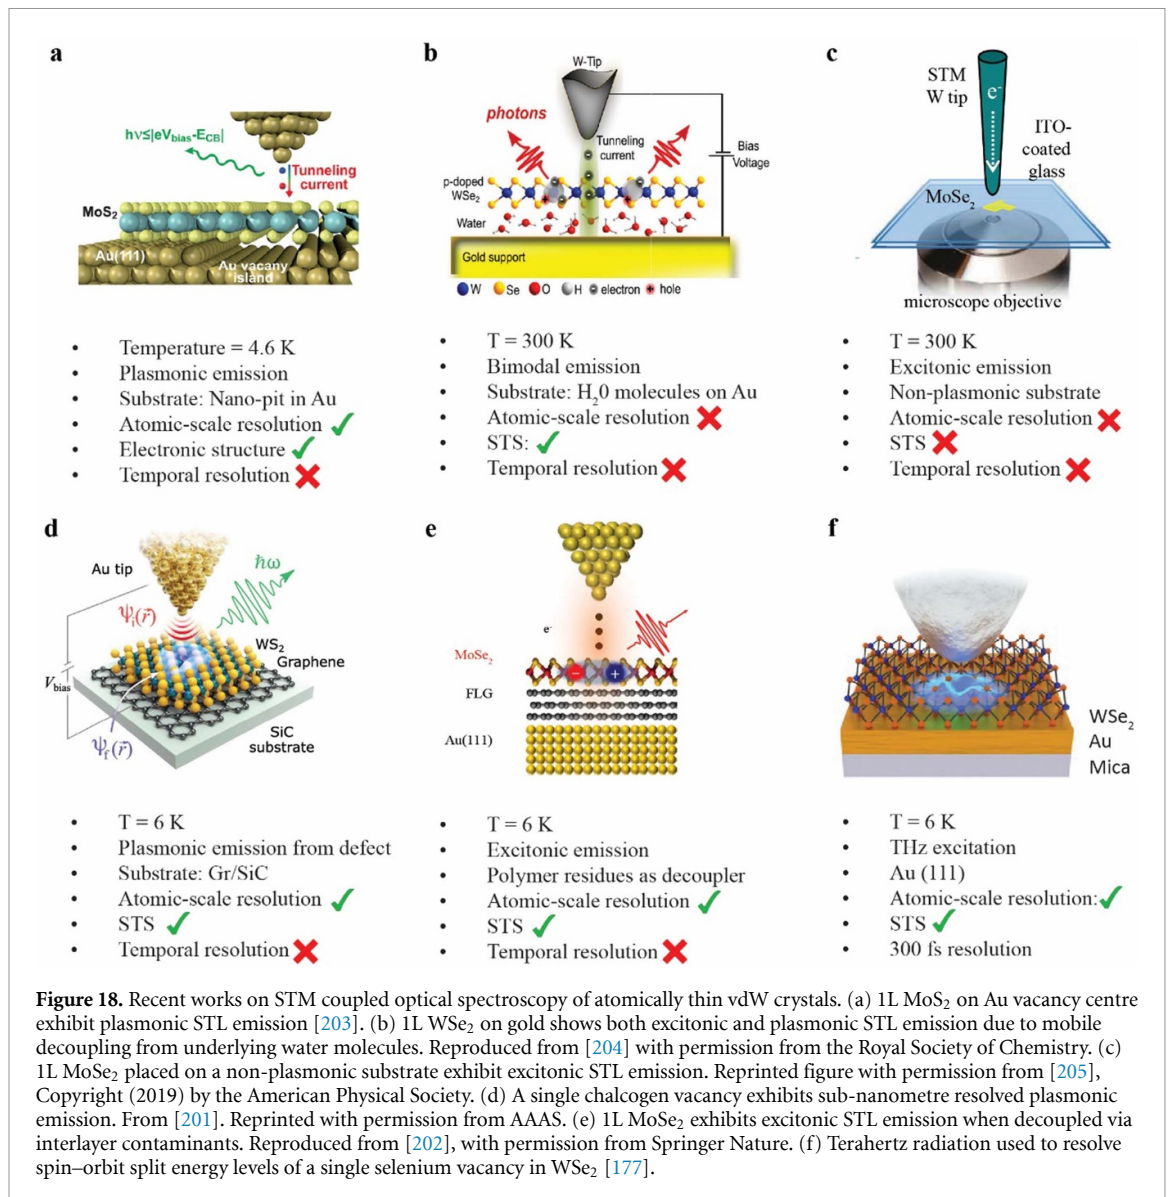 a
hν≤|eVbias-ECB|
Tunneling
current
MoS2
Au(111)
Au vacany
island
• Temperature = 4.6 K
• Plasmonic emission
• Substrate: Nano-pit in Au
• Atomic-scale resolution ✓
• Electronic structure ✓
• Temporal resolution ✗
b
W-Tip
photons
Tunneling
current
Bias
Voltage
p-doped
WSe2
Water
Gold support
W Se O H electron hole
• T = 300 K
• Bimodal emission
• Substrate: H20 molecules on Au
• Atomic-scale resolution ✗
• STS: ✓
• Temporal resolution ✗
c
STM
W tip
e-
ITO-
coated
glass
MoSe2
microscope objective
• T = 300 K
• Excitonic emission
• Non-plasmonic substrate
• Atomic-scale resolution ✗
• STS ✗
• Temporal resolution ✗
d
Au tip
ħω
Ψi(r⃗)
WS2
Graphene
Vbias
SiC
substrate
Ψf(r⃗)
• T = 6 K
• Plasmonic emission from defect
• Substrate: Gr/SiC
• Atomic-scale resolution ✓
• STS ✓
• Temporal resolution ✗
e
e-
MoSe2
− +
FLG
Au(111)
• T = 6 K
• Excitonic emission
• Polymer residues as decoupler
• Atomic-scale resolution ✓
• STS ✓
• Temporal resolution ✗
f
WSe2
Au
Mica
• T = 6 K
• THz excitation
• Au (111)
• Atomic-scale resolution: ✓
• STS ✓
• 300 fs resolution
Figure 18. Recent works on STM coupled optical spectroscopy of atomically thin vdW crystals. (a) 1L MoS2 on Au vacancy centre
exhibit plasmonic STL emission [203]. (b) 1L WSe2 on gold shows both excitonic and plasmonic STL emission due to mobile
decoupling from underlying water molecules. Reproduced from [204] with permission from the Royal Society of Chemistry. (c)
1L MoSe2 placed on a non-plasmonic substrate exhibit excitonic STL emission. Reprinted figure with permission from [205],
Copyright (2019) by the American Physical Society. (d) A single chalcogen vacancy exhibits sub-nanometre resolved plasmonic
emission. From [201]. Reprinted with permission from AAAS. (e) 1L MoSe2 exhibits excitonic STL emission when decoupled via
interlayer contaminants. Reproduced from [202], with permission from Springer Nature. (f) Terahertz radiation used to resolve
spin–orbit split energy levels of a single selenium vacancy in WSe2 [177].